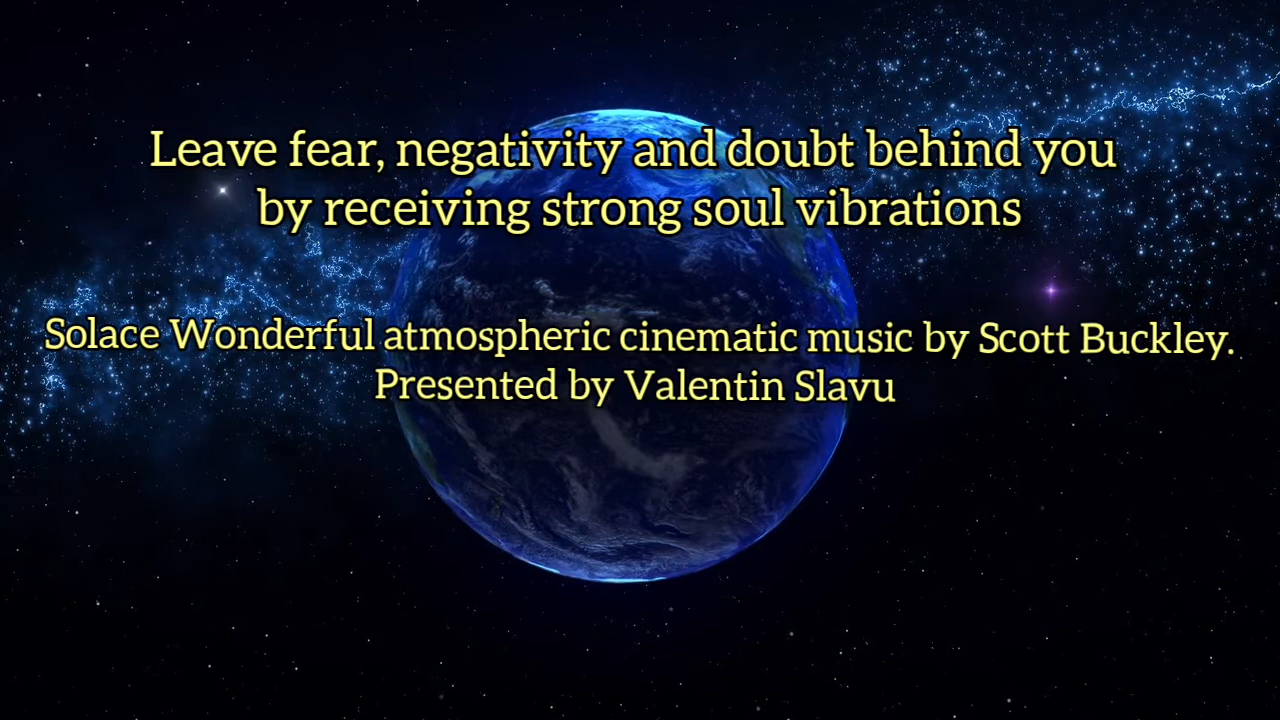 Leave fear, negativity and doubt behind you
by receiving strong soul vibrations
Solace Wonderful atmospheric cinematic music by Scott Buckley.
Presented by Valentin Slavu